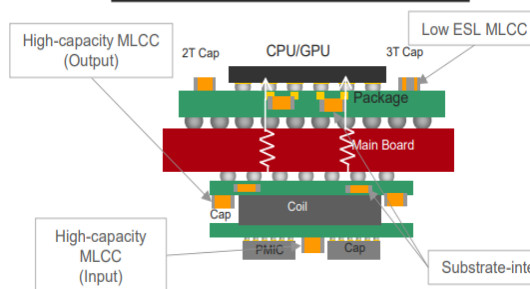 High-capacity MLCC
(Output)
2T Cap
CPU/GPU
3T Cap
Low ESL MLCC
Package
Main Board
Cap
Coil
High-capacity
MLCC
(Input)
PMIC
Cap